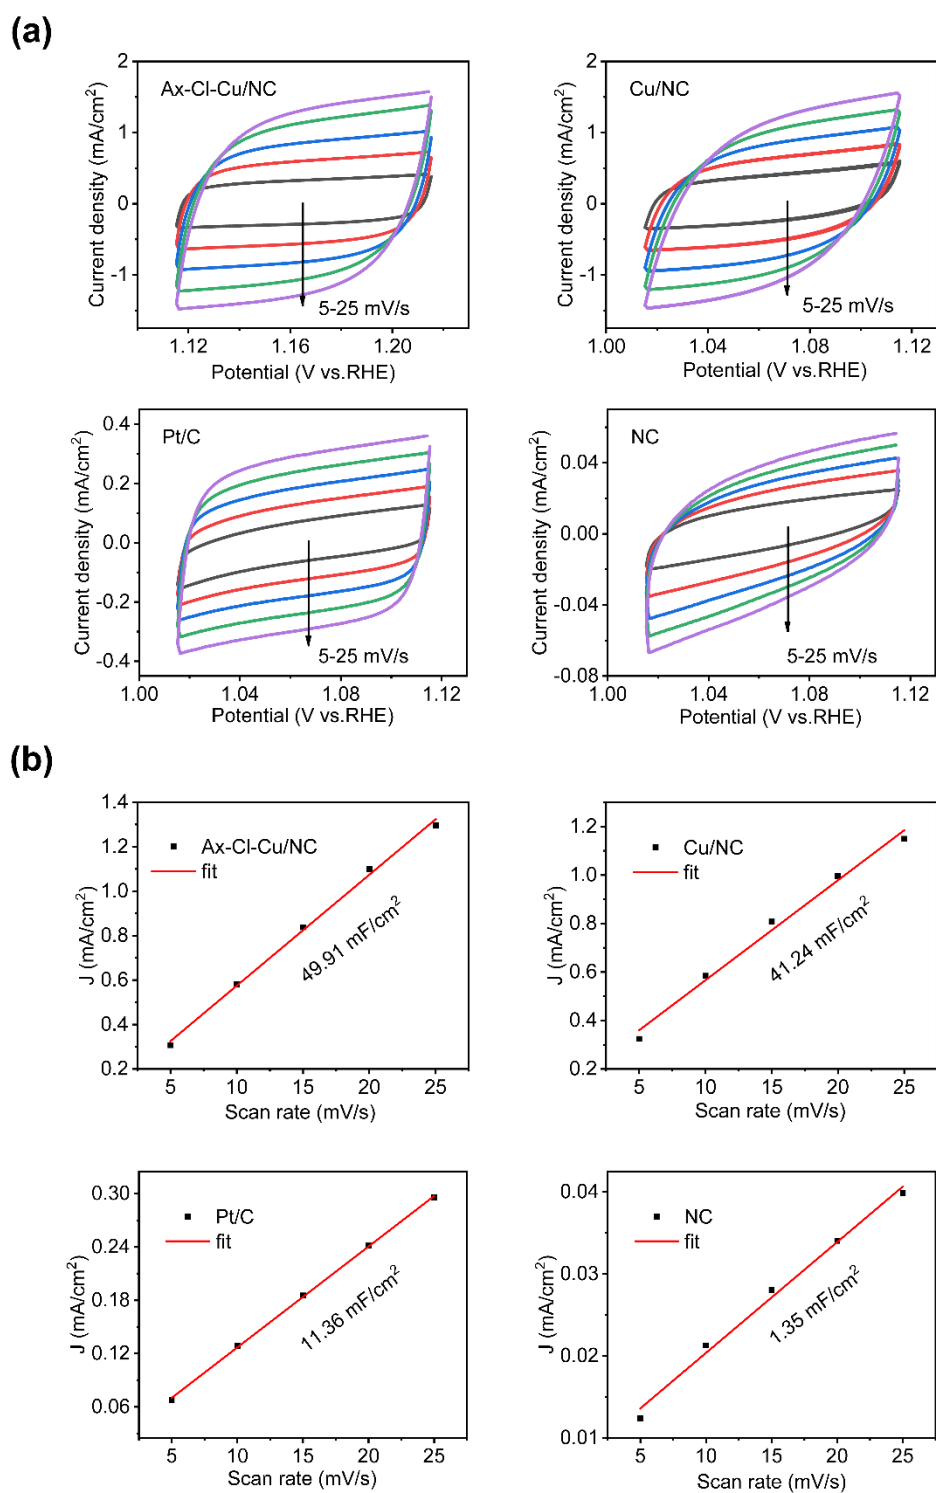 (a)
2
1
0
-1
Ax-Cl-Cu/NC
5-25 mV/s
1.12
1.16
1.20
Potential (V vs.RHE)
Current density (mA/cm²)
2
1
0
-1
Cu/NC
5-25 mV/s
1.00
1.04
1.08
1.12
Potential (V vs.RHE)
Current density (mA/cm²)
0.4
0.2
0.0
-0.2
-0.4
Pt/C
5-25 mV/s
1.00
1.04
1.08
1.12
Potential (V vs.RHE)
Current density (mA/cm²)
0.04
0.00
-0.04
-0.08
NC
5-25 mV/s
1.00
1.04
1.08
1.12
Potential (V vs.RHE)
Current density (mA/cm²)
(b)
1.4
1.2
1.0
0.8
0.6
0.4
0.2
Ax-Cl-Cu/NC
fit
49.91 mF/cm²
5
10
15
20
25
Scan rate (mV/s)
J (mA/cm²)
1.2
1.0
0.8
0.6
0.4
0.2
Cu/NC
fit
41.24 mF/cm²
5
10
15
20
25
Scan rate (mV/s)
J (mA/cm²)
0.30
0.24
0.18
0.12
0.06
Pt/C
fit
11.36 mF/cm²
5
10
15
20
25
Scan rate (mV/s)
J (mA/cm²)
0.04
0.03
0.02
0.01
NC
fit
1.35 mF/cm²
5
10
15
20
25
Scan rate (mV/s)
J (mA/cm²)